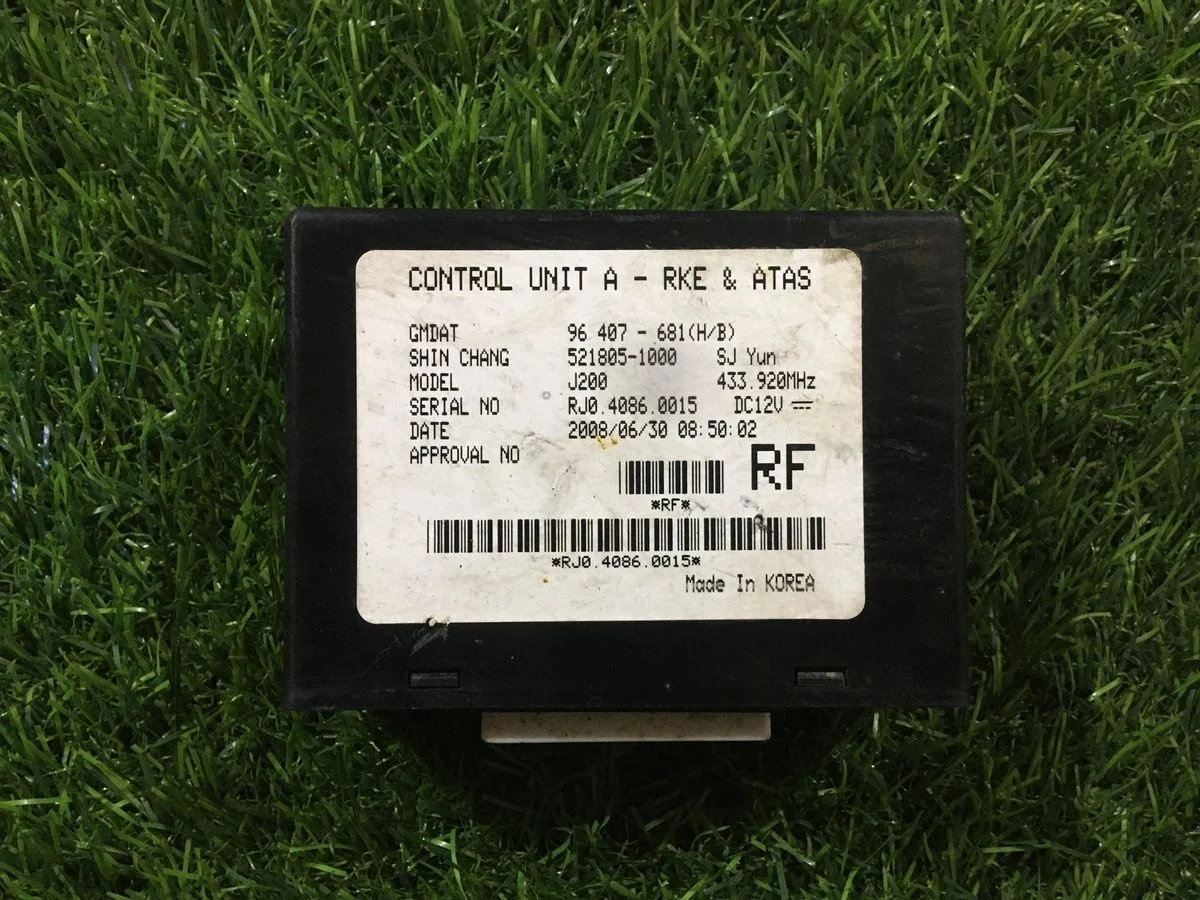 CONTROL UNIT A - RKE & ATAS
GMDAT 96 407 - 681(H/B)
SHIN CHANG 521805-1000 SJ Yun
MODEL J200 433.920MHz
SERIAL NO RJ0.4086.0015 DC12V ⎓
DATE 2008/06/30 08:50:02
APPROVAL NO
RF
*RF*
*RJ0.4086.0015*
Made In KOREA